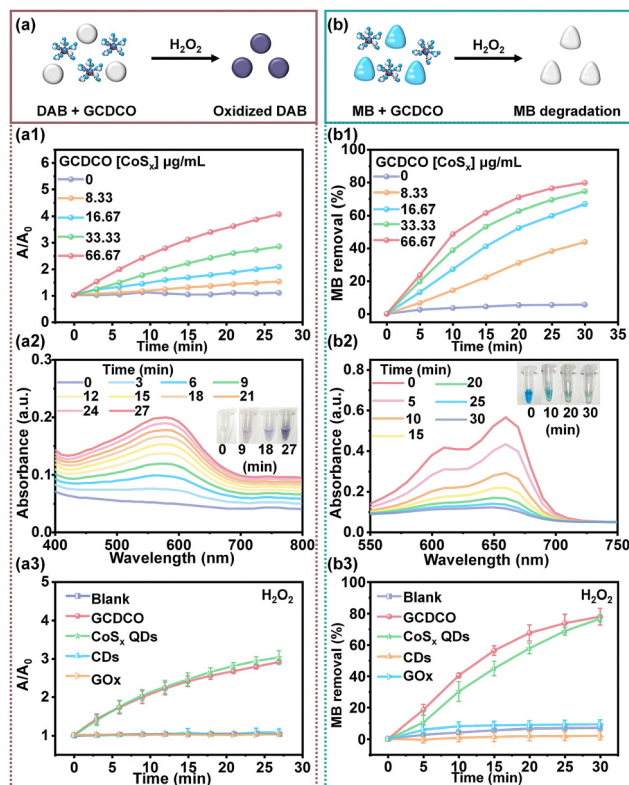 (a)
H₂O₂
DAB + GCDCO
Oxidized DAB
(b)
H₂O₂
MB + GCDCO
MB degradation
(a1)
GCDCO [CoSₓ] µg/mL
0
8.33
16.67
33.33
66.67
A/A₀
6
5
4
3
2
1
0
0 5 10 15 20 25 30
Time (min)
(b1)
GCDCO [CoSₓ] µg/mL
0
8.33
16.67
33.33
66.67
MB removal (%)
100
80
60
40
20
0
0 5 10 15 20 25 30 35
Time (min)
(a2)
Time (min)
0 3 6 9
12 15 18 21
24 27
0 9 18 27
(min)
Absorbance (a.u.)
0.3
0.2
0.1
0.0
400 500 600 700 800
Wavelength (nm)
(b2)
Time (min)
0 20
5 25
10 30
15
0 10 20 30
(min)
Absorbance (a.u.)
0.8
0.6
0.4
0.2
0.0
550 600 650 700 750
Wavelength (nm)
(a3)
Blank
GCDCO
CoSₓ QDs
CDs
GOx
H₂O₂
A/A₀
5
4
3
2
1
0
0 5 10 15 20 25 30
Time (min)
(b3)
Blank
GCDCO
CoSₓ QDs
CDs
GOx
H₂O₂
MB removal (%)
100
80
60
40
20
0
0 5 10 15 20 25 30
Time (min)